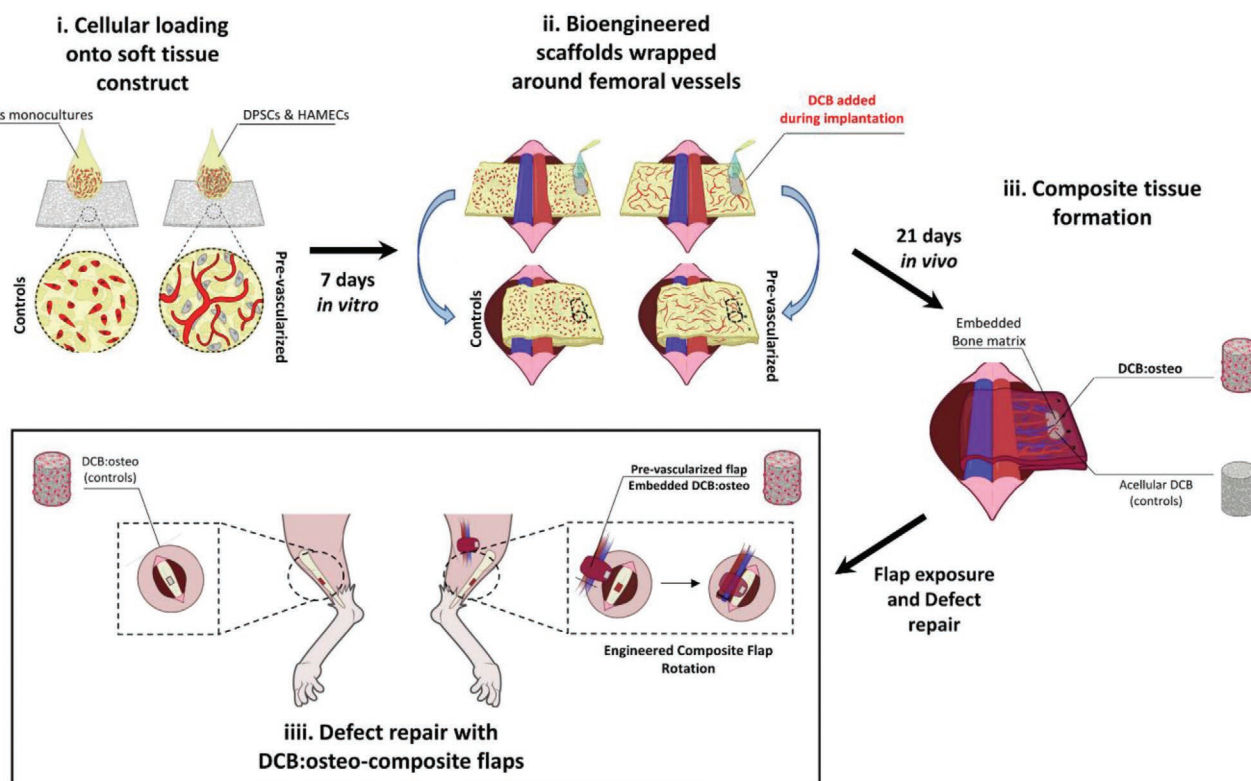 i. Cellular loading
onto soft tissue
construct
monocultures
DPSCs & HAMECs
Controls
Pre-vascularized
7 days
in vitro
ii. Bioengineered
scaffolds wrapped
around femoral vessels
DCB added
during implantation
Controls
Pre-vascularized
21 days
in vivo
iii. Composite tissue
formation
Embedded
Bone matrix
DCB:osteo
Acellular DCB
(controls)
Flap exposure
and Defect
repair
DCB:osteo
(controls)
Pre-vascularized flap
Embedded DCB:osteo
Engineered Composite Flap
Rotation
iiii. Defect repair with
DCB:osteo-composite flaps